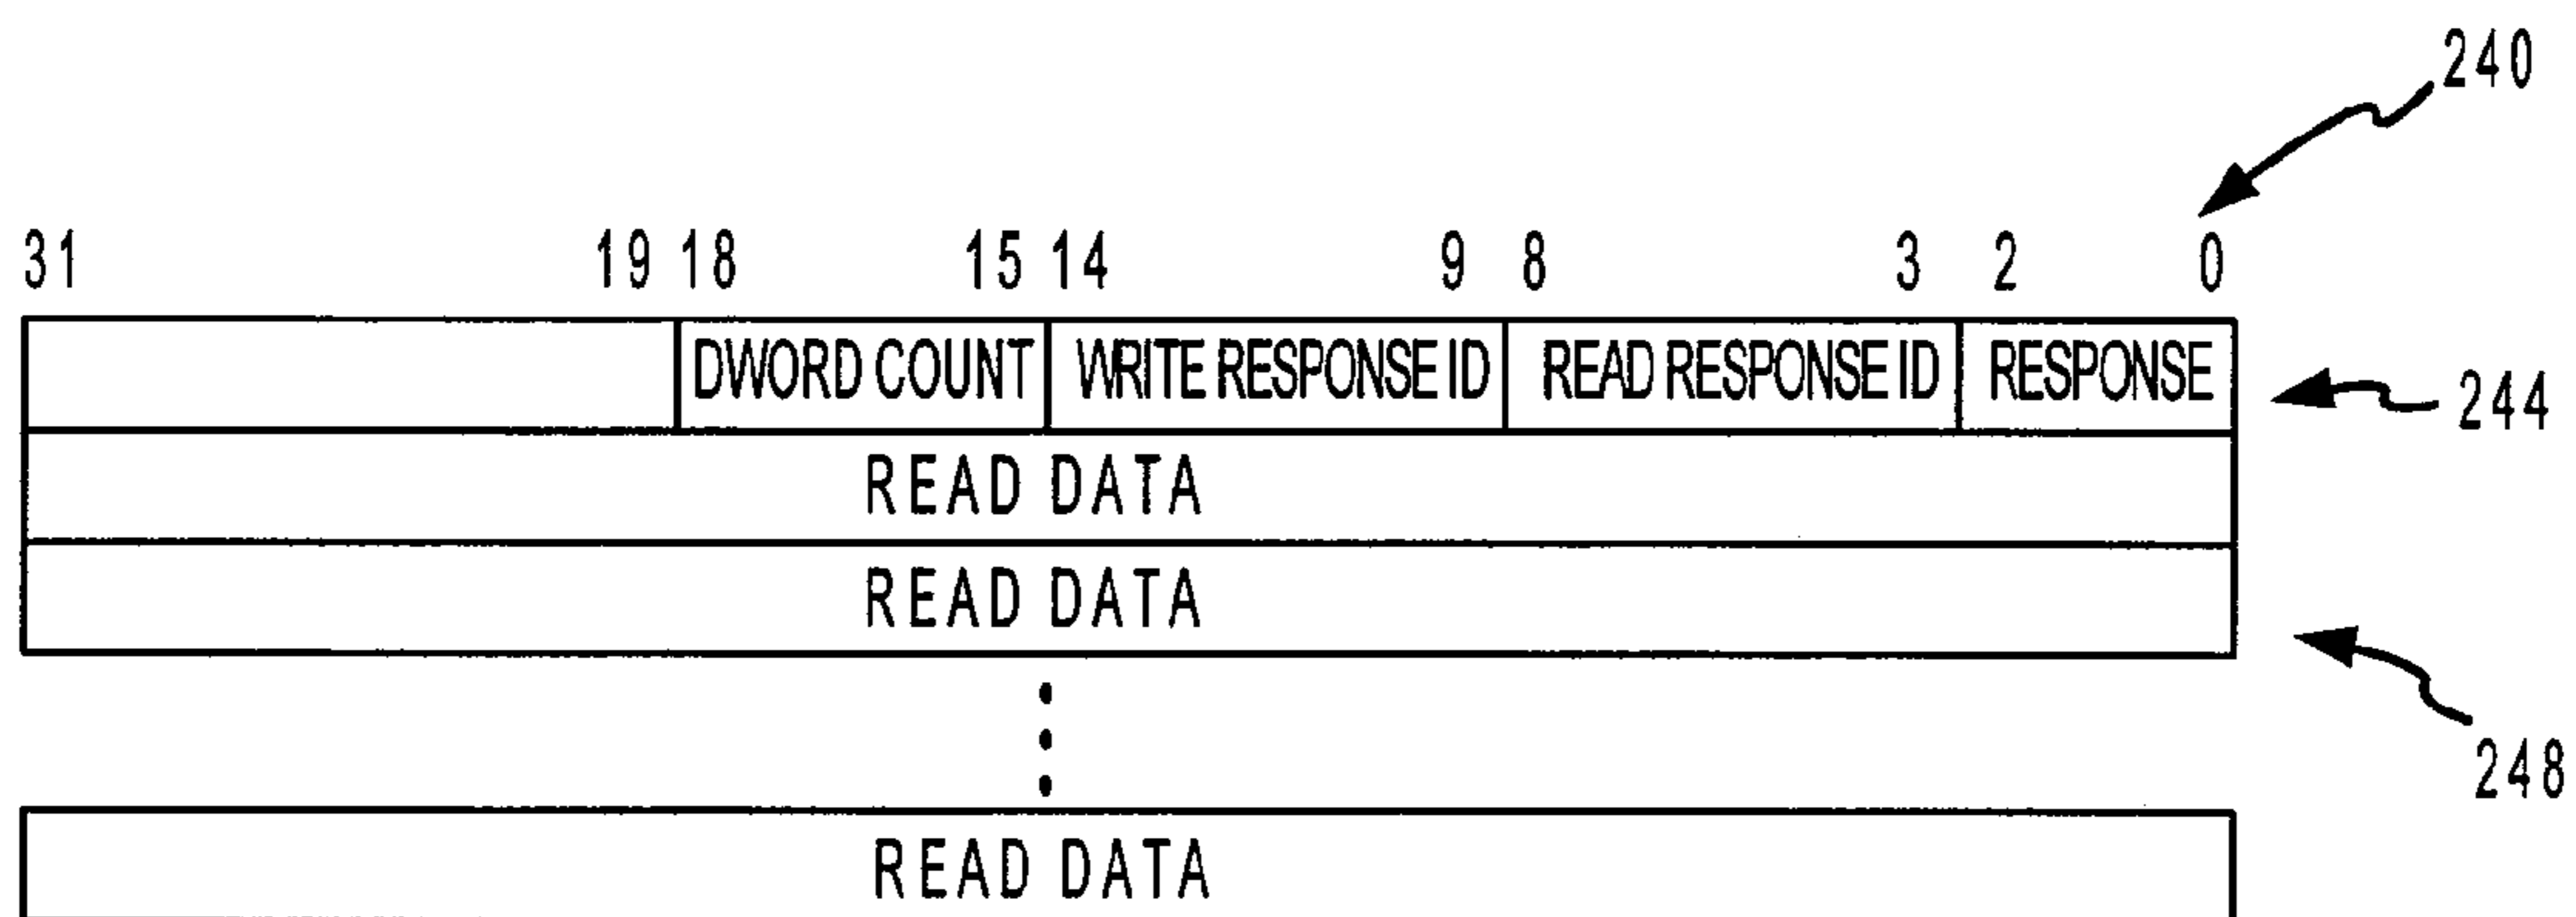 240
31 19 18 15 14 9 8 3 2 0
DWORD COUNT WRITE RESPONSE ID READ RESPONSE ID RESPONSE
244
READ DATA
READ DATA
248
READ DATA